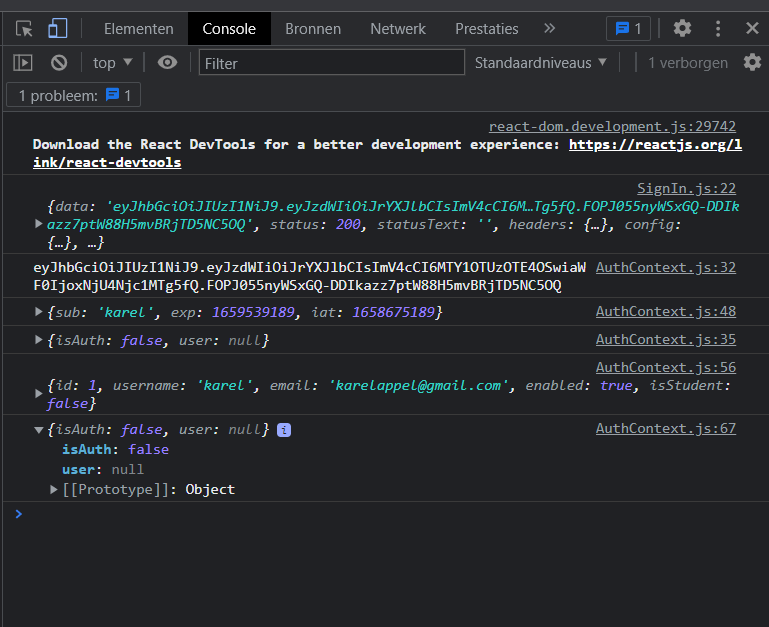 Elementen Console Bronnen Netwerk Prestaties » 1
top Filter Standaardniveaus 1 verborgen
1 probleem: 1
react-dom.development.js:29742
Download the React DevTools for a better development experience: https://reactjs.org/l
ink/react-devtools
SignIn.js:22
{data: 'eyJhbGciOiJIUzI1NiJ9.eyJzdWIiOiJrYXJlbCIsImV4cCI6M…Tg5fQ.FOPJ055nyWSxGQ-DDIk
azz7ptW88H5mvBRjTD5NC5OQ', status: 200, statusText: '', headers: {…}, config:
{…}, …}
eyJhbGciOiJIUzI1NiJ9.eyJzdWIiOiJrYXJlbCIsImV4cCI6MTY1OTUzOTE4OSwiaW AuthContext.js:32
F0IjoxNjU4Njc1MTg5fQ.FOPJ055nyWSxGQ-DDIkazz7ptW88H5mvBRjTD5NC5OQ
{sub: 'karel', exp: 1659539189, iat: 1658675189} AuthContext.js:48
{isAuth: false, user: null} AuthContext.js:35
AuthContext.js:56
{id: 1, username: 'karel', email: 'karelappel@gmail.com', enabled: true, isStudent:
false}
{isAuth: false, user: null} i AuthContext.js:67
isAuth: false
user: null
[[Prototype]]: Object
>